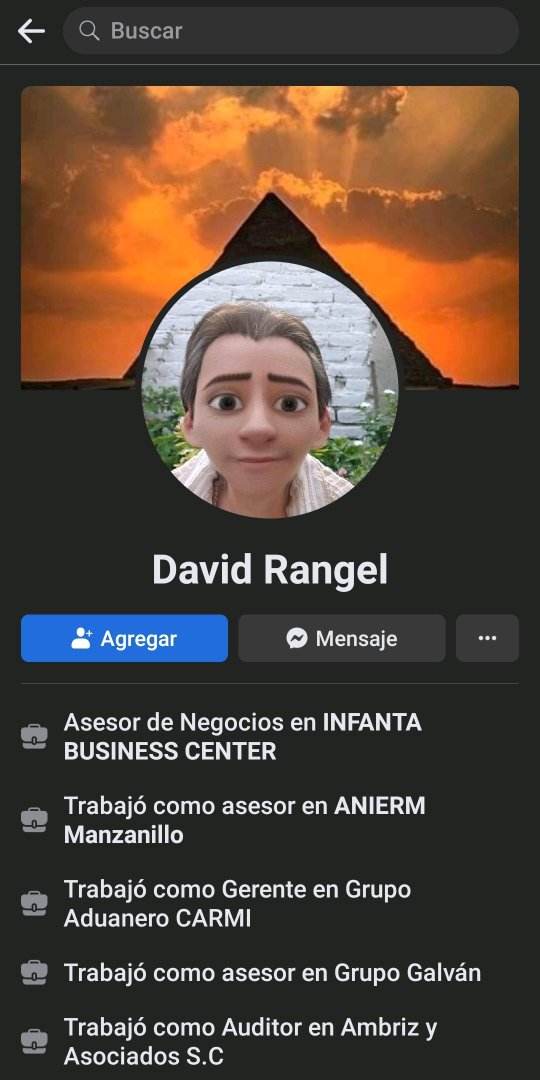 Buscar
David Rangel
Agregar
Mensaje
Asesor de Negocios en INFANTA
BUSINESS CENTER
Trabajó como asesor en ANIERM
Manzanillo
Trabajó como Gerente en Grupo
Aduanero CARMI
Trabajó como asesor en Grupo Galván
Trabajó como Auditor en Ambriz y
Asociados S.C